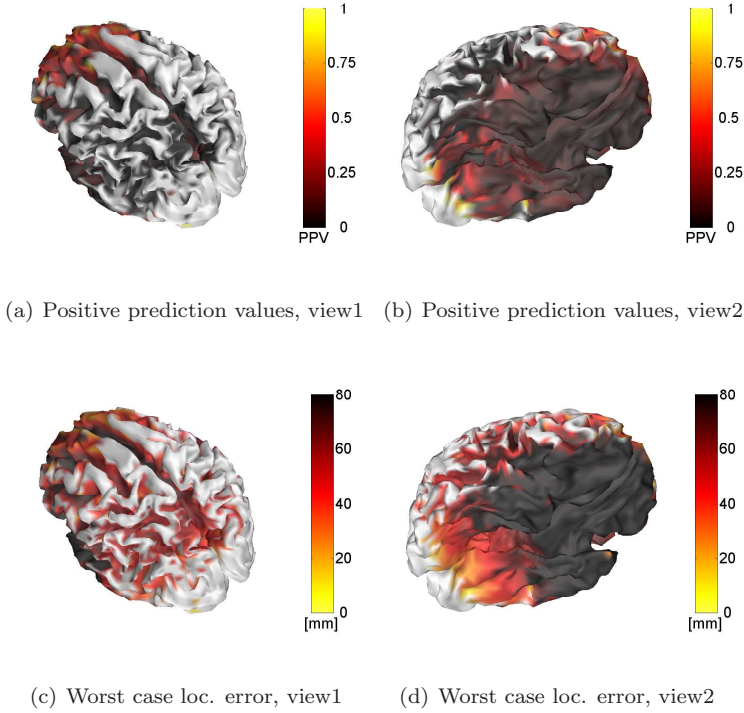 1
0.75
0.5
0.25
0
PPV
1
0.75
0.5
0.25
0
PPV
(a) Positive prediction values, view1
(b) Positive prediction values, view2
80
60
40
20
0
[mm]
80
60
40
20
0
[mm]
(c) Worst case loc. error, view1
(d) Worst case loc. error, view2